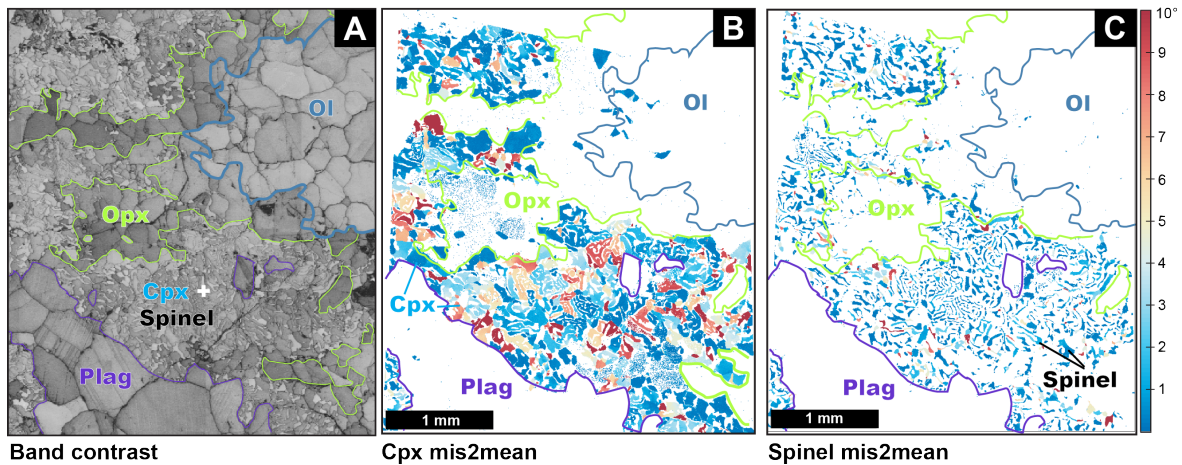 A
B
C
10°
9
8
7
6
5
4
3
2
1
Ol
Ol
Ol
Opx
Opx
Opx
Cpx +
Spinel
Cpx
Plag
Plag
Plag
Spinel
1 mm
1 mm
Band contrast
Cpx mis2mean
Spinel mis2mean